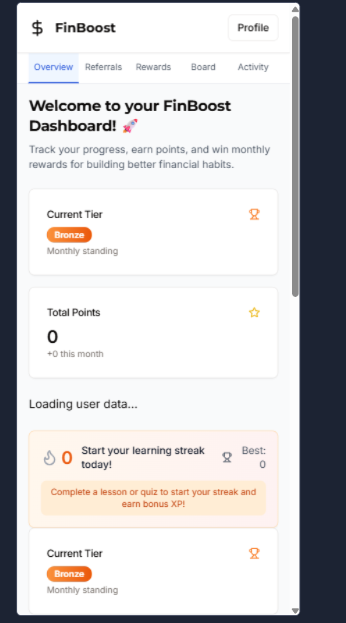 $ FinBoost
Profile
Overview Referrals Rewards Board Activity
Welcome to your FinBoost
Dashboard! 🚀
Track your progress, earn points, and win monthly
rewards for building better financial habits.
Current Tier
Bronze
Monthly standing
Total Points
0
+0 this month
Loading user data...
0
Start your learning streak
today!
Best:
0
Complete a lesson or quiz to start your streak and
earn bonus XP!
Current Tier
Bronze
Monthly standing